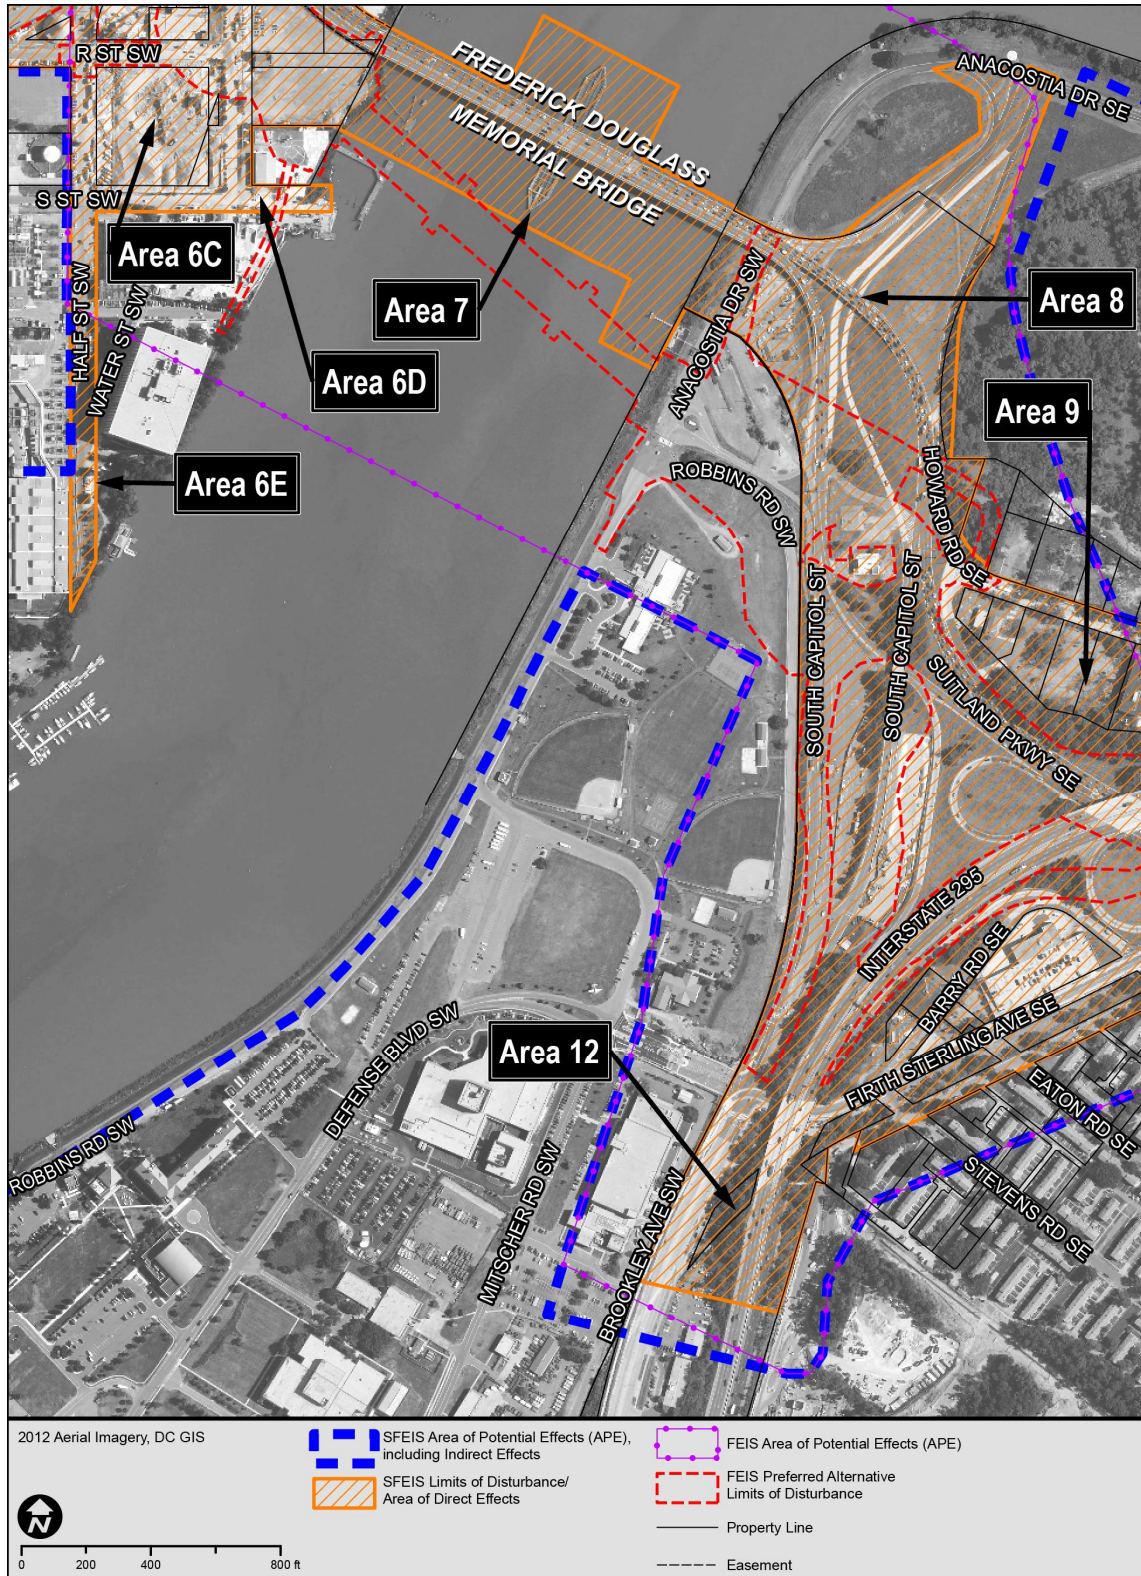 R ST SW
FREDERICK DOUGLASS
MEMORIAL BRIDGE
ANACOSTIA DR SE
S ST SW
Area 6C
HALF ST SW
WATER ST SW
Area 7
ANACOSTIA DR SW
Area 8
Area 6D
Area 9
Area 6E
ROBBINS RD SW
HOWARD RD SE
SOUTH CAPITOL ST
SOUTH CAPITOL ST
SUITLAND PKWY SE
INTERSTATE 295
BARRY RD SE
DEFENSE BLVD SW
Area 12
FIRTH STERLING AVE SE
EATON RD SE
ROBBINS RD SW
MITSCHER RD SW
STEVENS RD SE
BROOKLEY AVE SW
2012 Aerial Imagery, DC GIS
SFEIS Area of Potential Effects (APE),
including Indirect Effects
SFEIS Limits of Disturbance/
Area of Direct Effects
FEIS Area of Potential Effects (APE)
FEIS Preferred Alternative
Limits of Disturbance
Property Line
Easement
N
0 200 400 800 ft